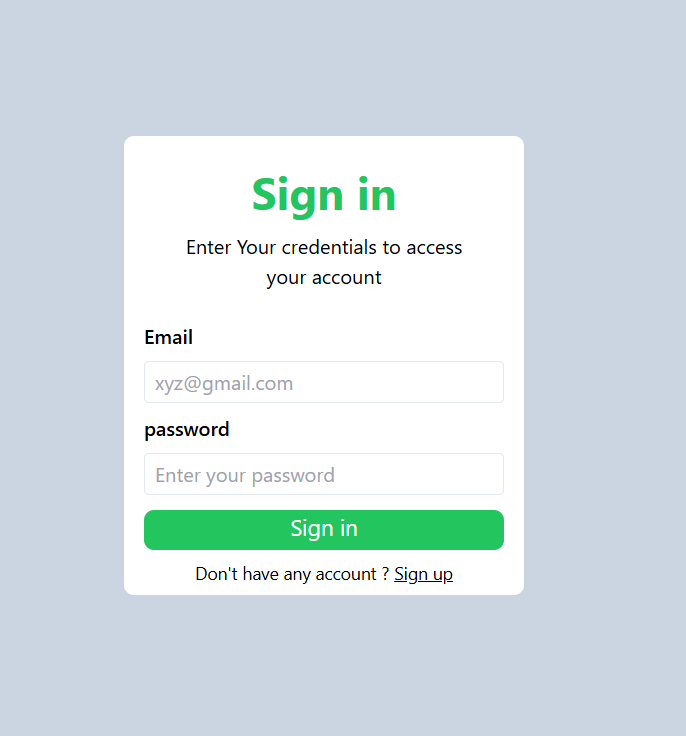 Sign in
Enter Your credentials to access
your account
Email
xyz@gmail.com
password
Enter your password
Sign in
Don't have any account ? Sign up